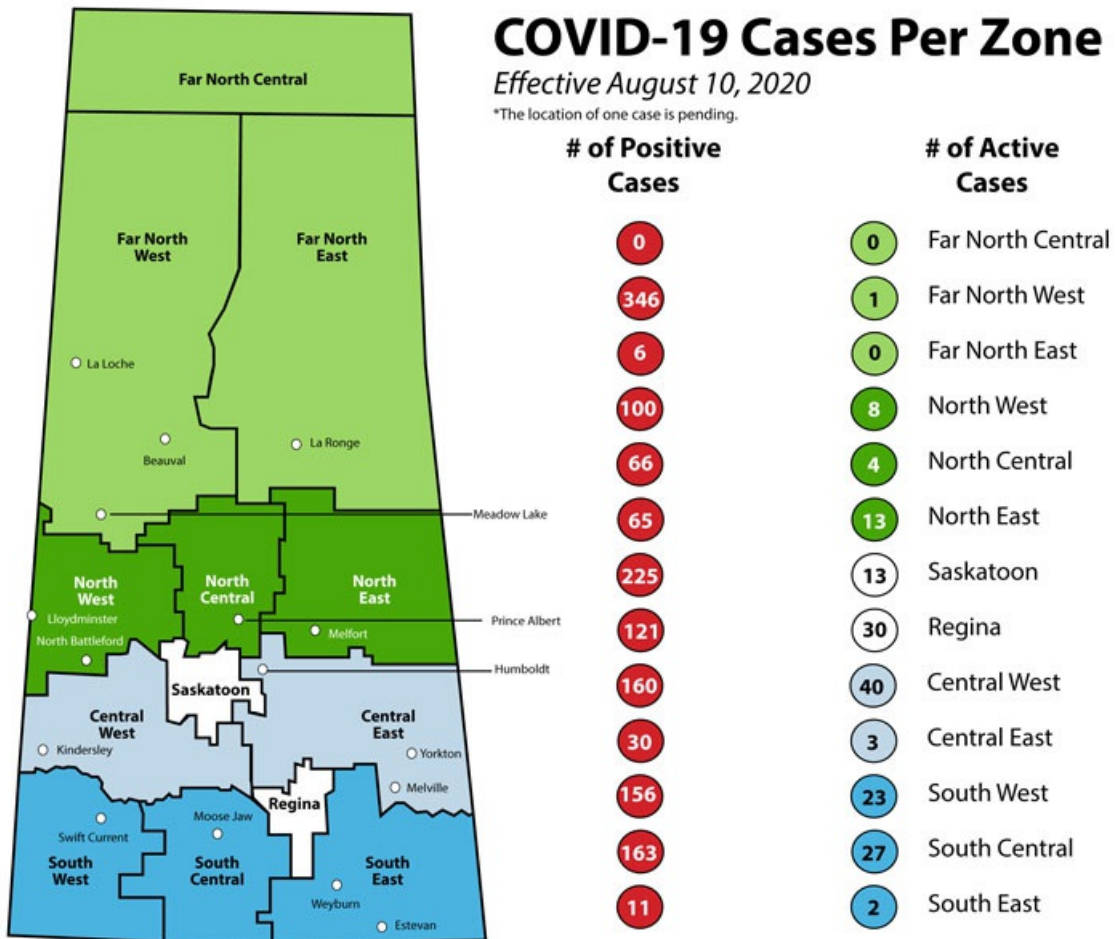 COVID-19 Cases Per Zone
Effective August 10, 2020
*The location of one case is pending.
# of Positive
Cases
# of Active
Cases
0 0 Far North Central
346 1 Far North West
6 0 Far North East
100 8 North West
66 4 North Central
65 13 North East
225 13 Saskatoon
121 30 Regina
160 40 Central West
30 3 Central East
156 23 South West
163 27 South Central
11 2 South East
Far North Central
Far North
West
Far North
East
La Loche
Beauval
La Ronge
Meadow Lake
North
West
North
Central
North
East
Lloydminster
Prince Albert
North Battleford
Melfort
Humboldt
Saskatoon
Central
West
Central
East
Kindersley
Yorkton
Melville
Regina
Moose Jaw
Swift Current
South
West
South
Central
South
East
Weyburn
Estevan